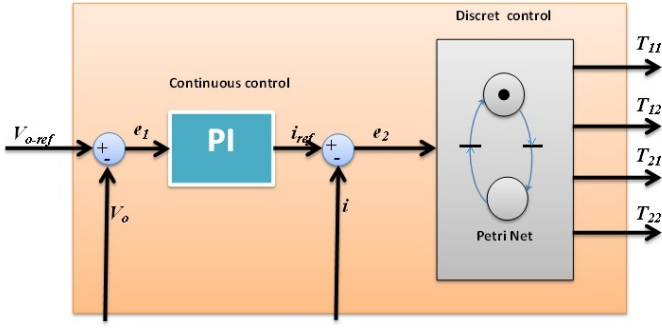 Discret control
Continuous control
T11
T12
T21
T22
Vo-ref
+
-
e1
PI
iref
+
-
e2
Vo
i
Petri Net